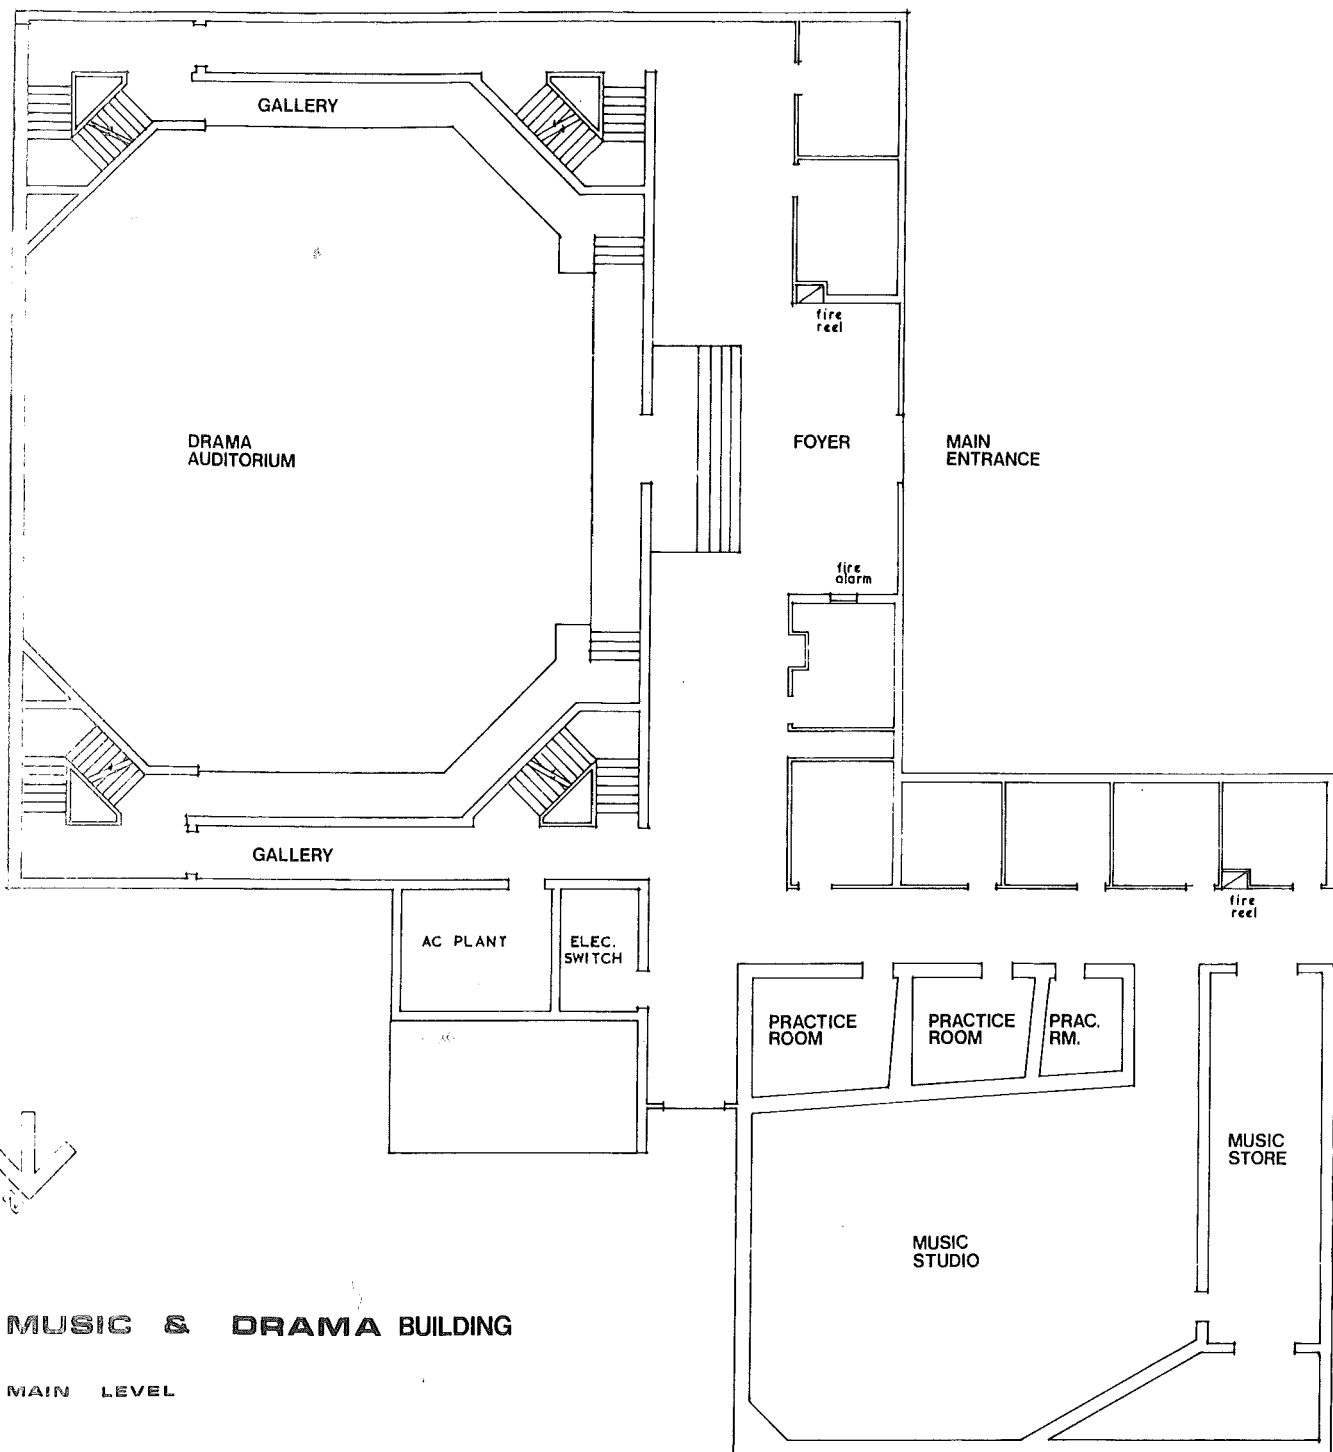 GALLERY
fire
reel
DRAMA
AUDITORIUM
FOYER
MAIN
ENTRANCE
fire
alarm
GALLERY
fire
reel
AC PLANT
ELEC.
SWITCH
PRACTICE
ROOM
PRACTICE
ROOM
PRAC.
RM.
MUSIC
STORE
MUSIC
STUDIO
MUSIC & DRAMA BUILDING
MAIN LEVEL